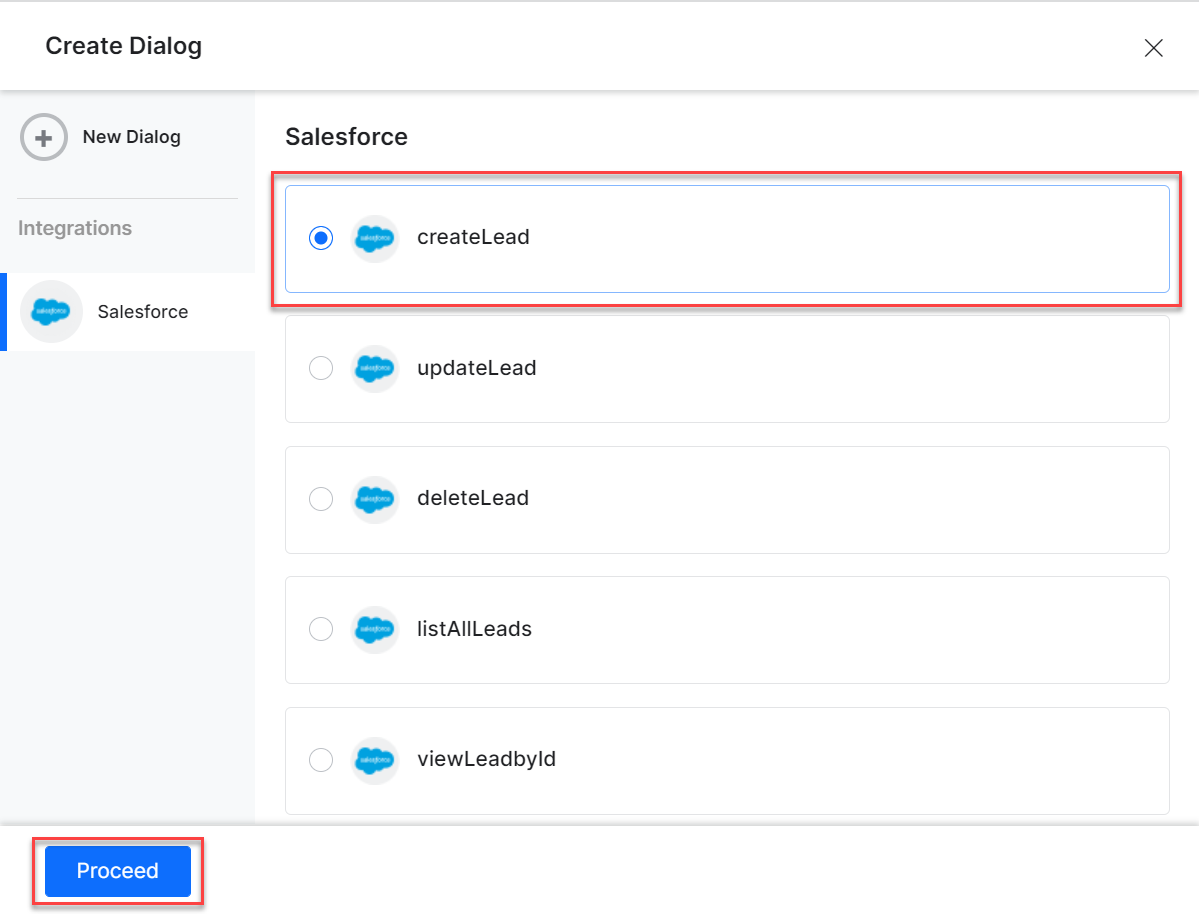 Create Dialog
New Dialog
Integrations
salesforce
Salesforce
Salesforce
salesforce
createLead
salesforce
updateLead
salesforce
deleteLead
salesforce
listAllLeads
salesforce
viewLeadbyId
Proceed